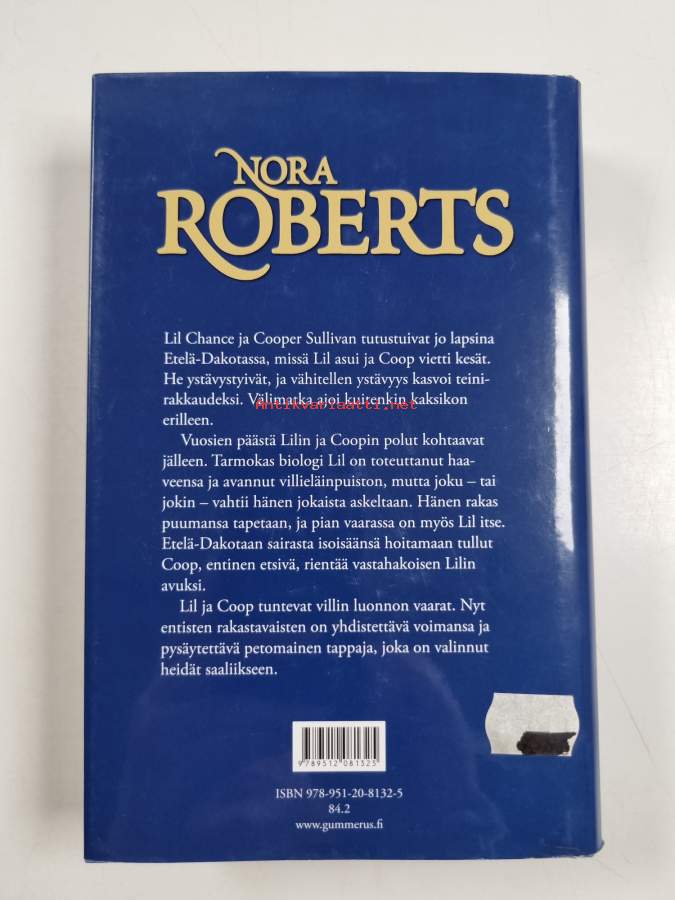 NORA
ROBERTS
Lil Chance ja Cooper Sullivan tutustuivat jo lapsina
Etelä-Dakotassa, missä Lil asui ja Coop vietti kesät.
He ystävystyivät, ja vähitellen ystävyys kasvoi teini-
rakkaudeksi. Välimatka ajoi kuitenkin kaksikon
Antikvariaatti.net
erilleen.
Vuosien päästä Lilin ja Coopin polut kohtaavat
jälleen. Tarmokas biologi Lil on toteuttanut haa-
veensa ja avannut villieläinpuiston, mutta joku – tai
jokin – vahtii hänen jokaista askeltaan. Hänen rakas
puumansa tapetaan, ja pian vaarassa on myös Lil itse.
Etelä-Dakotaan sairasta isoisäänsä hoitamaan tullut
Coop, entinen etsivä, rientää vastahakoisen Lilin
avuksi.
Lil ja Coop tuntevat villin luonnon vaarat. Nyt
entisten rakastavaisten on yhdistettävä voimansa ja
pysäytettävä petomainen tappaja, joka on valinnut
heidät saaliikseen.
9789512081325
ISBN 978-951-20-8132-5
84.2
www.gummerus.fi